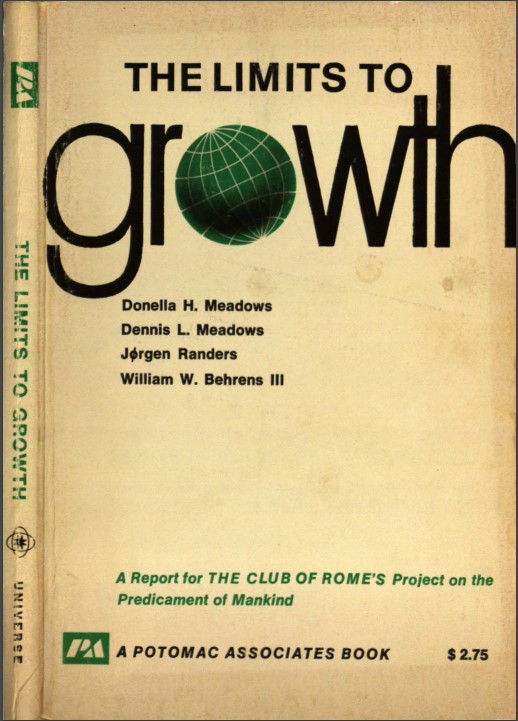 THE LIMITS TO
growth
Donella H. Meadows
Dennis L. Meadows
Jørgen Randers
William W. Behrens III
A Report for THE CLUB OF ROME'S Project on the
Predicament of Mankind
PA A POTOMAC ASSOCIATES BOOK $2.75
PA
THE LIMITS TO GROWTH
UNIVERSE